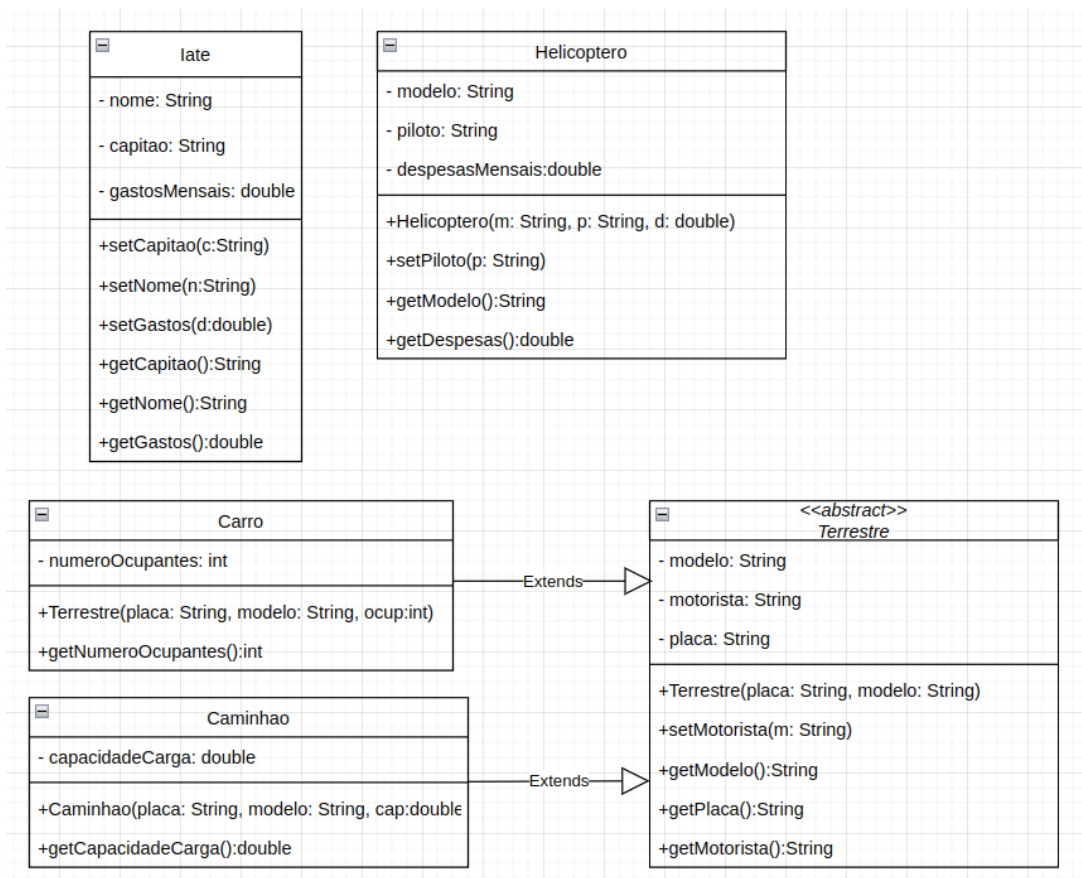 Iate
- nome: String
- capitao: String
- gastosMensais: double
+setCapitao(c:String)
+setNome(n:String)
+setGastos(d:double)
+getCapitao():String
+getNome():String
+getGastos():double
Helicoptero
- modelo: String
- piloto: String
- despesasMensais:double
+Helicoptero(m: String, p: String, d: double)
+setPiloto(p: String)
+getModelo():String
+getDespesas():double
Carro
- numeroOcupantes: int
+Terrestre(placa: String, modelo: String, ocup:int)
+getNumeroOcupantes():int
Extends
<<abstract>>
Terrestre
- modelo: String
- motorista: String
- placa: String
+Terrestre(placa: String, modelo: String)
+setMotorista(m: String)
+getModelo():String
+getPlaca():String
+getMotorista():String
Caminhao
- capacidadeCarga: double
+Caminhao(placa: String, modelo: String, cap:double
+getCapacidadeCarga():double
Extends